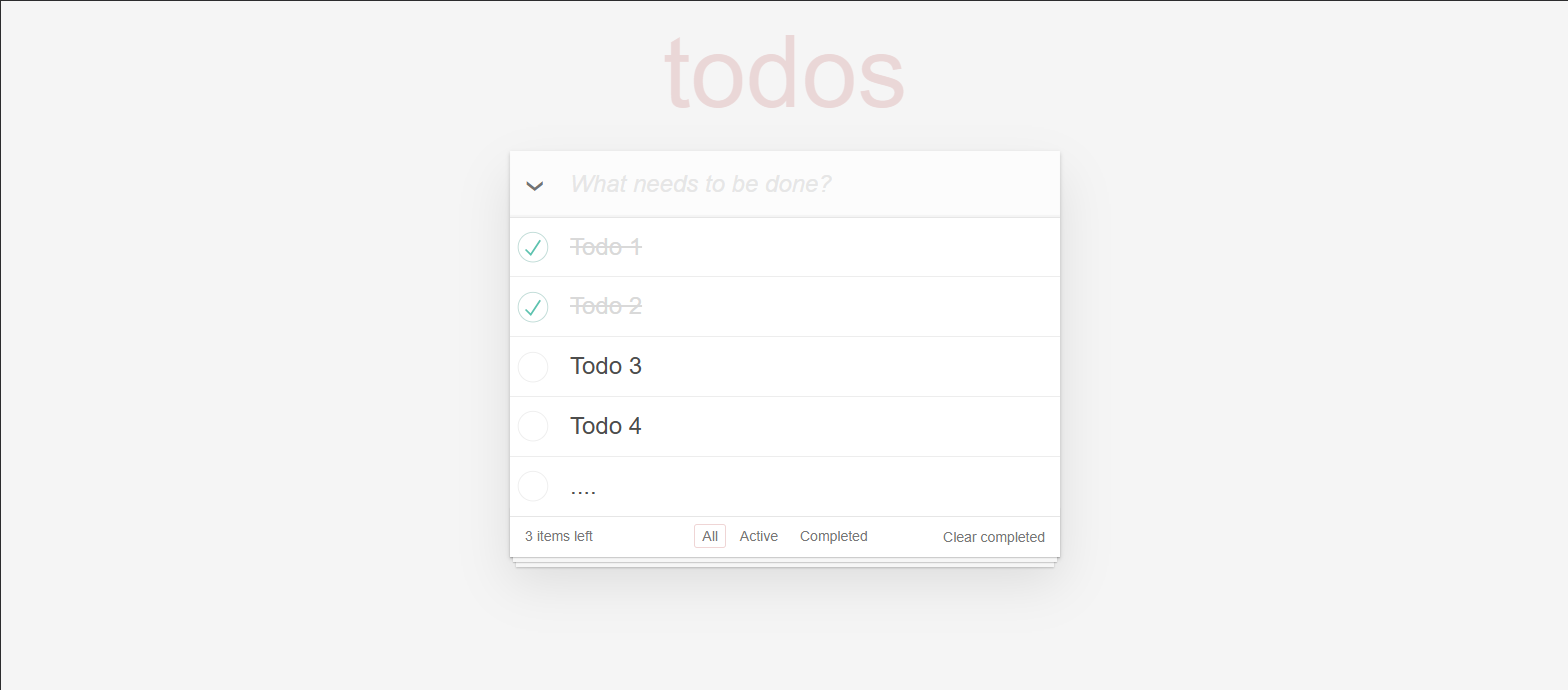 todos
What needs to be done?
Todo 1
Todo 2
Todo 3
Todo 4
....
3 items left All Active Completed Clear completed